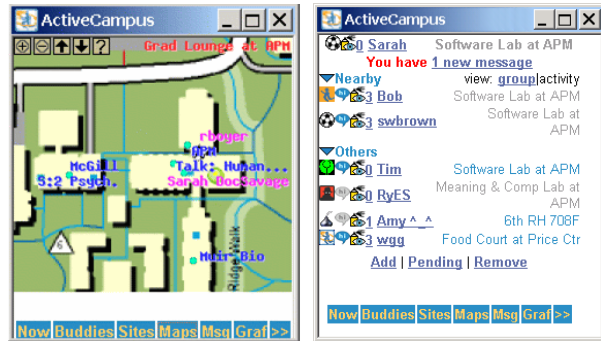 ActiveCampus
?
Grad Lounge at APM
rboyer
APM
McGill
Talk: Human...
S:2 Psych.
Sarah DocSavage
6
Muir Bio
Ridge Walk
Now Buddies Sites Maps Msg Graf >>
ActiveCampus
0 Sarah Software Lab at APM
You have 1 new message
Nearby view: group|activity
3 Bob Software Lab at APM
3 swbrown Software Lab at
APM
Others
0 Tim Software Lab at APM
0 RyES Meaning & Comp Lab at
APM
1 Amy ^_^ 6th RH 708F
3 wgg Food Court at Price Ctr
Add | Pending | Remove
Now Buddies Sites Maps Msg Graf >>